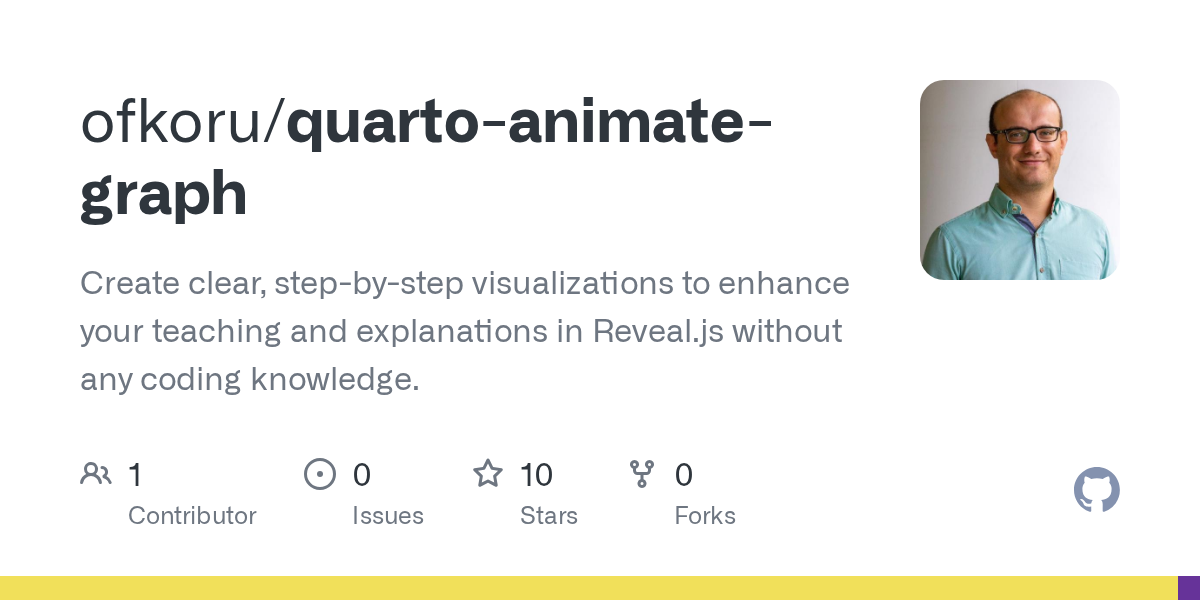 ofkoru/quarto-animate-
graph
Create clear, step-by-step visualizations to enhance
your teaching and explanations in Reveal.js without
any coding knowledge.
1 0 10 0
Contributor Issues Stars Forks